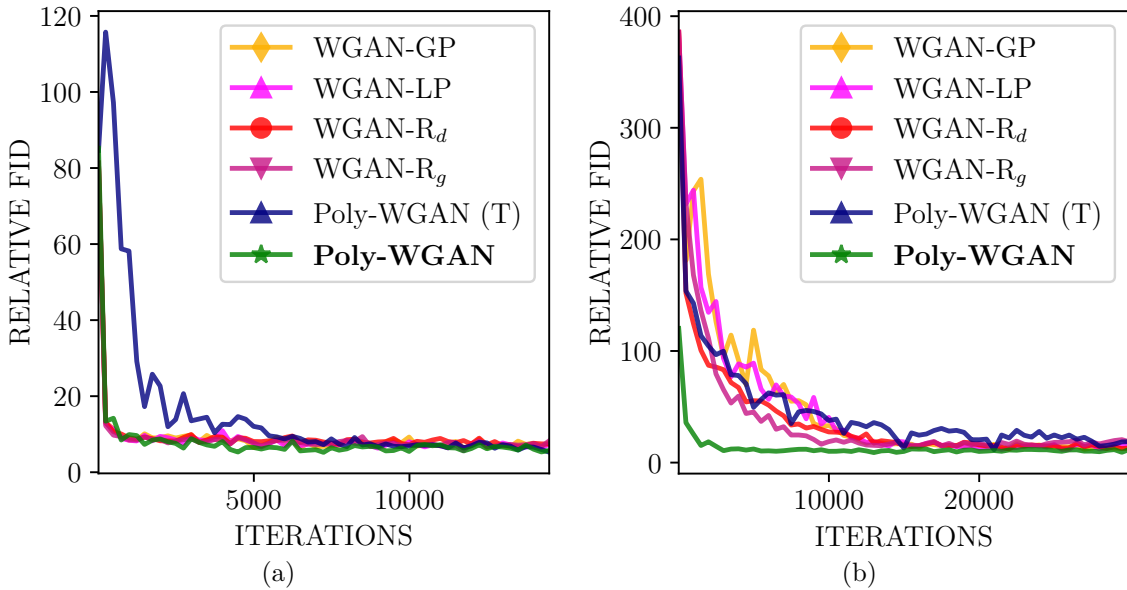 RELATIVE FID
120
100
80
60
40
20
0
WGAN-GP
WGAN-LP
WGAN-R_d
WGAN-R_g
Poly-WGAN (T)
Poly-WGAN
5000
10000
ITERATIONS
(a)
RELATIVE FID
400
300
200
100
0
WGAN-GP
WGAN-LP
WGAN-R_d
WGAN-R_g
Poly-WGAN (T)
Poly-WGAN
10000
20000
ITERATIONS
(b)